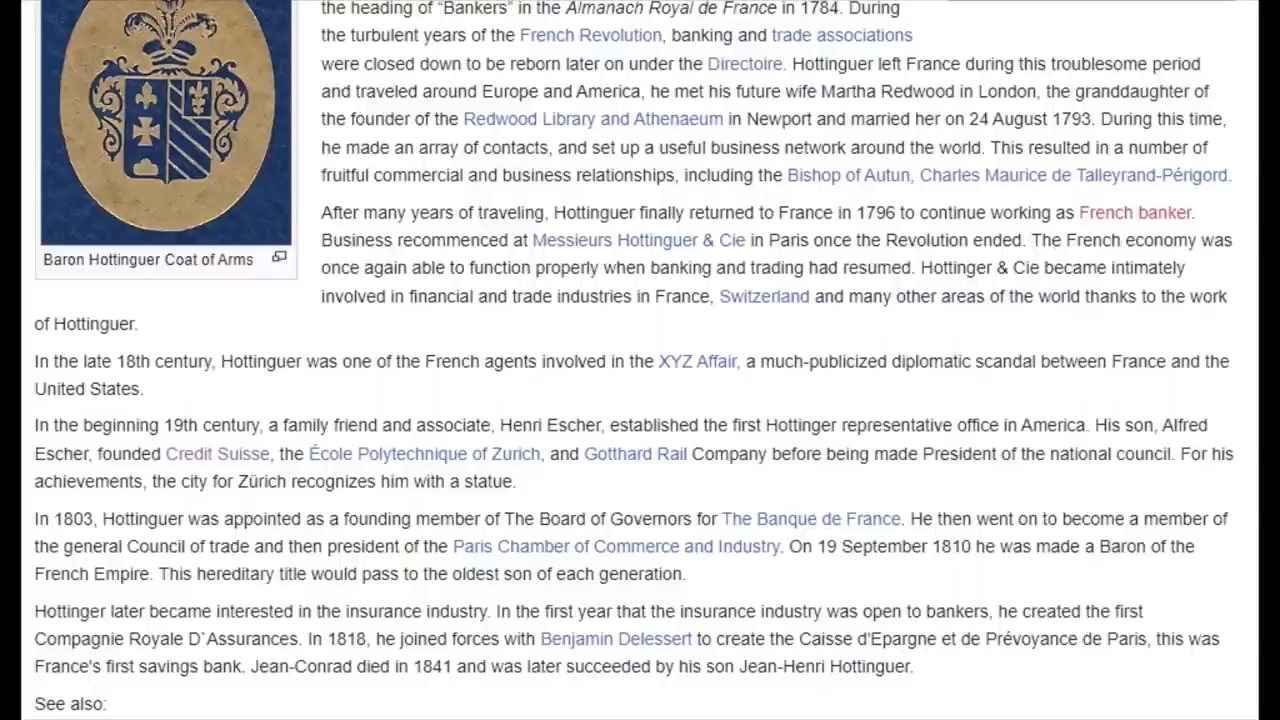 the heading of “Bankers” in the Almanach Royal de France in 1784. During
the turbulent years of the French Revolution, banking and trade associations
were closed down to be reborn later on under the Directoire. Hottinguer left France during this troublesome period
and traveled around Europe and America, he met his future wife Martha Redwood in London, the granddaughter of
the founder of the Redwood Library and Athenaeum in Newport and married her on 24 August 1793. During this time,
he made an array of contacts, and set up a useful business network around the world. This resulted in a number of
fruitful commercial and business relationships, including the Bishop of Autun, Charles Maurice de Talleyrand-Périgord.
After many years of traveling, Hottinguer finally returned to France in 1796 to continue working as French banker.
Business recommenced at Messieurs Hottinguer & Cie in Paris once the Revolution ended. The French economy was
Baron Hottinguer Coat of Arms
once again able to function properly when banking and trading had resumed. Hottinger & Cie became intimately
involved in financial and trade industries in France, Switzerland and many other areas of the world thanks to the work
of Hottinguer.
In the late 18th century, Hottinguer was one of the French agents involved in the XYZ Affair, a much-publicized diplomatic scandal between France and the
United States.
In the beginning 19th century, a family friend and associate, Henri Escher, established the first Hottinger representative office in America. His son, Alfred
Escher, founded Credit Suisse, the École Polytechnique of Zurich, and Gotthard Rail Company before being made President of the national council. For his
achievements, the city for Zürich recognizes him with a statue.
In 1803, Hottinguer was appointed as a founding member of The Board of Governors for The Banque de France. He then went on to become a member of
the general Council of trade and then president of the Paris Chamber of Commerce and Industry. On 19 September 1810 he was made a Baron of the
French Empire. This hereditary title would pass to the oldest son of each generation.
Hottinger later became interested in the insurance industry. In the first year that the insurance industry was open to bankers, he created the first
Compagnie Royale D`Assurances. In 1818, he joined forces with Benjamin Delessert to create the Caisse d'Epargne et de Prévoyance de Paris, this was
France's first savings bank. Jean-Conrad died in 1841 and was later succeeded by his son Jean-Henri Hottinguer.
See also: